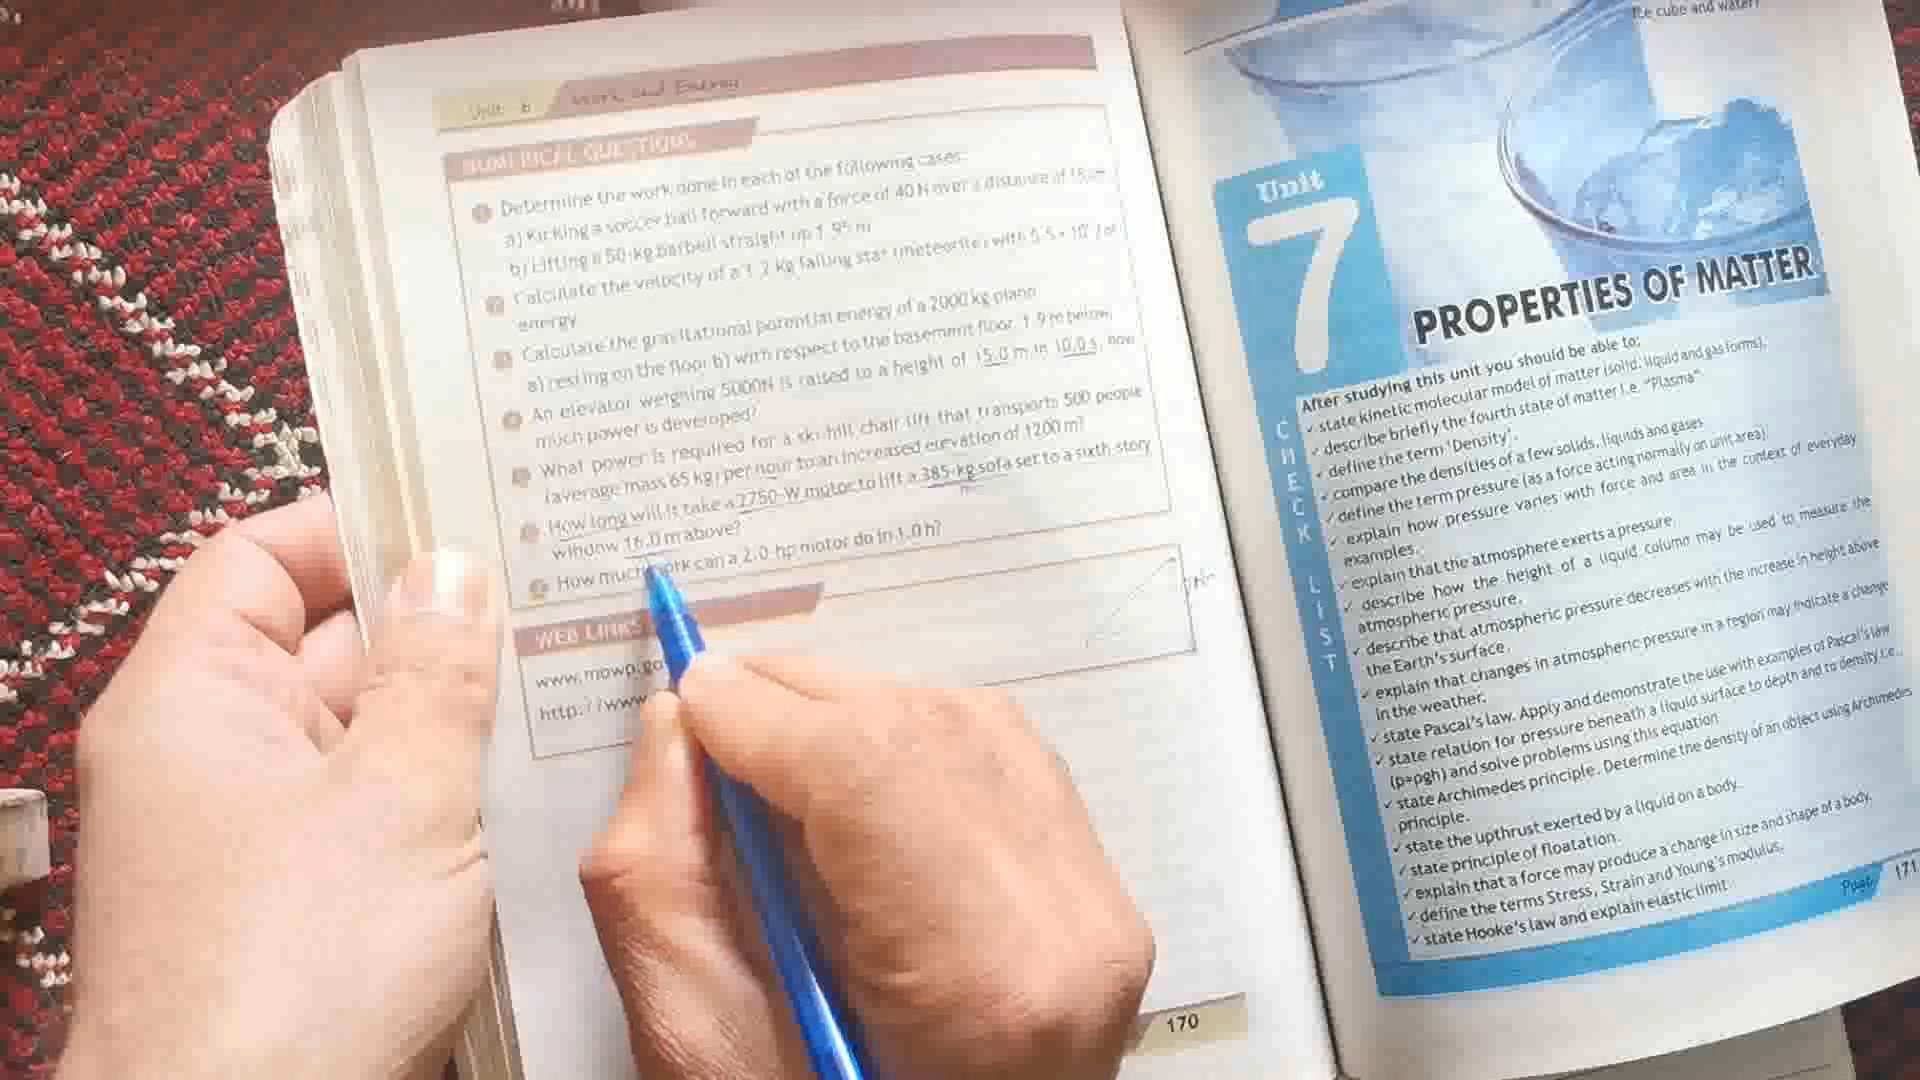 Unit 6 Work and Energy
NUMERICAL QUESTIONS
1 Determine the work done in each of the following cases:
a) Kicking a soccer ball forward with a force of 40 N over a distance of 15 cm
b) Lifting a 50-kg barbell straight up 1.95 m
2 Calculate the velocity of a 1.2 kg falling star (meteorite) with 5.5 × 10 J of
energy
3 Calculate the gravitational potential energy of a 2000 kg piano
a) resting on the floor b) with respect to the basement floor, 1.9 m below
4 An elevator weighing 5000N is raised to a height of 15.0 m in 10.0 s, how
much power is developed?
5 What power is required for a ski-hill chair lift that transports 500 people
(average mass 65 kg) per hour to an increased elevation of 1200 m?
6 How long will it take a 2750-W motor to lift a 385-kg sofa set to a sixth-story
window 16.0 m above?
7 How much work can a 2.0 hp motor do in 1.0 h?
WEB LINKS
www.mowp.go
http://www
170
ice cube and water?
Unit
7
PROPERTIES OF MATTER
CHECK LIST
After studying this unit you should be able to;
✓ state kinetic molecular model of matter (solid, liquid and gas forms).
✓ describe briefly the fourth state of matter i.e. "Plasma"
✓ define the term 'Density'.
✓ compare the densities of a few solids, liquids and gases
✓ define the term pressure (as a force acting normally on unit area)
✓ explain how pressure varies with force and area in the context of everyday
examples.
✓ explain that the atmosphere exerts a pressure.
✓ describe how the height of a liquid column may be used to measure the
atmospheric pressure.
✓ describe that atmospheric pressure decreases with the increase in height above
the Earth's surface.
✓ explain that changes in atmospheric pressure in a region may indicate a change
in the weather.
✓ state Pascal's law. Apply and demonstrate the use with examples of Pascal's law
✓ state relation for pressure beneath a liquid surface to depth and to density i.e.,
(p=ρgh) and solve problems using this equation
✓ state Archimedes principle. Determine the density of an object using Archimedes
principle.
✓ state the upthrust exerted by a liquid on a body.
✓ state principle of floatation.
✓ explain that a force may produce a change in size and shape of a body.
✓ define the terms Stress, Strain and Young's modulus.
✓ state Hooke's law and explain elastic limit
171